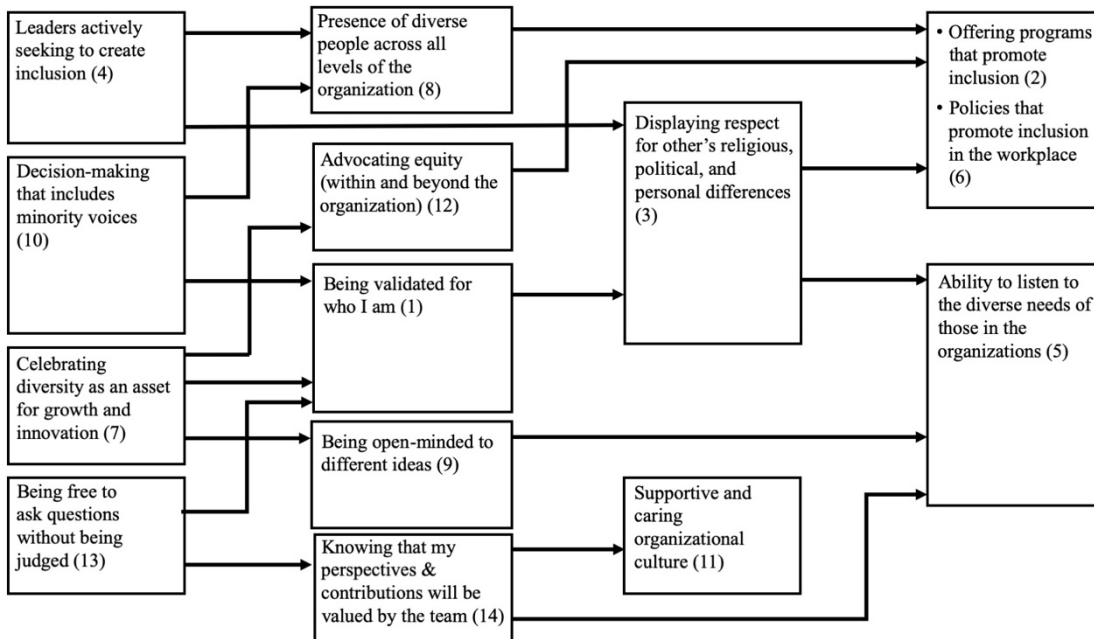 Leaders actively
seeking to create
inclusion (4)
Decision-making
that includes
minority voices
(10)
Celebrating
diversity as an asset
for growth and
innovation (7)
Being free to
ask questions
without being
judged (13)
Presence of diverse
people across all
levels of the
organization (8)
Advocating equity
(within and beyond the
organization) (12)
Being validated for
who I am (1)
Being open-minded to
different ideas (9)
Knowing that my
perspectives &
contributions will be
valued by the team (14)
Displaying respect
for other’s religious,
political, and
personal differences
(3)
Supportive and
caring
organizational
culture (11)
• Offering programs
that promote
inclusion (2)
• Policies that
promote inclusion
in the workplace
(6)
Ability to listen to
the diverse needs of
those in the
organizations (5)